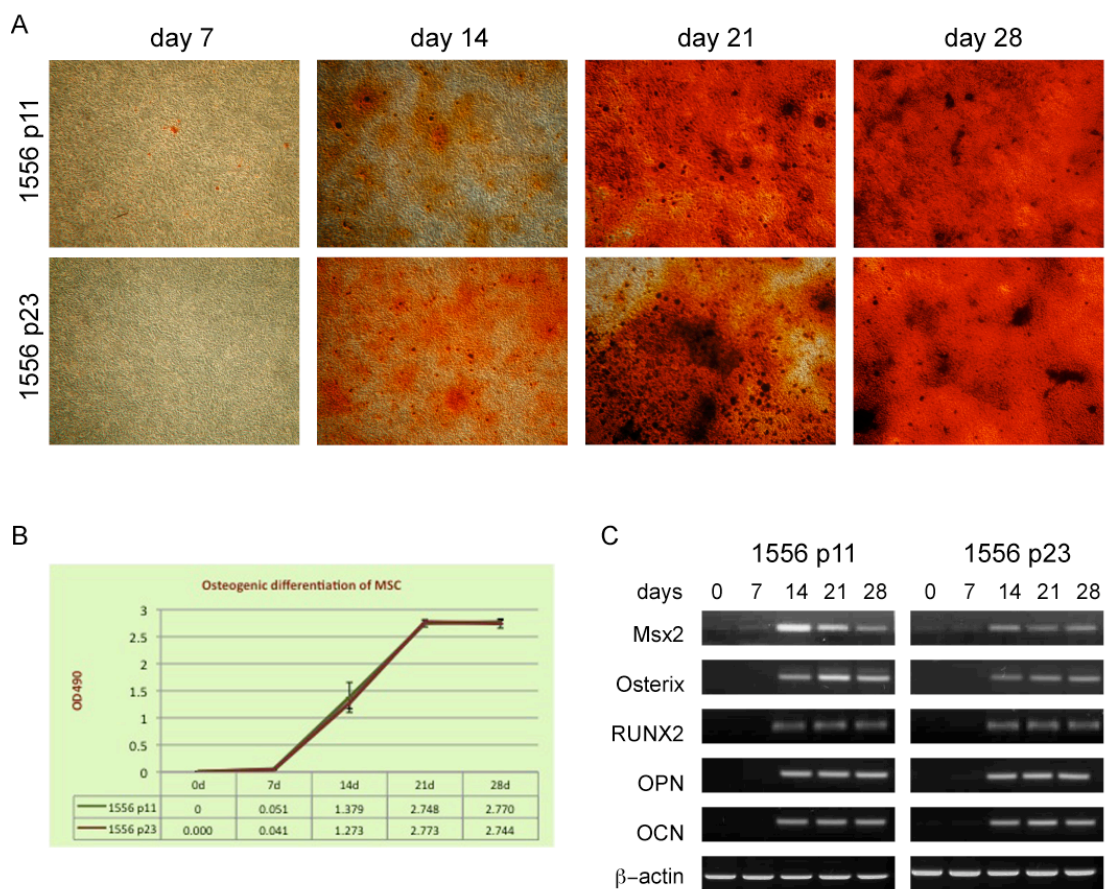 A
day 7 day 14 day 21 day 28
1556 p11
1556 p23
B
Osteogenic differentiation of MSC
OD490
3
2.5
2
1.5
1
0.5
0
0d 7d 14d 21d 28d
1556 p11 0 0.051 1.379 2.748 2.770
1556 p23 0.000 0.041 1.273 2.773 2.744
C
1556 p11 1556 p23
days 0 7 14 21 28 0 7 14 21 28
Msx2
Osterix
RUNX2
OPN
OCN
β-actin